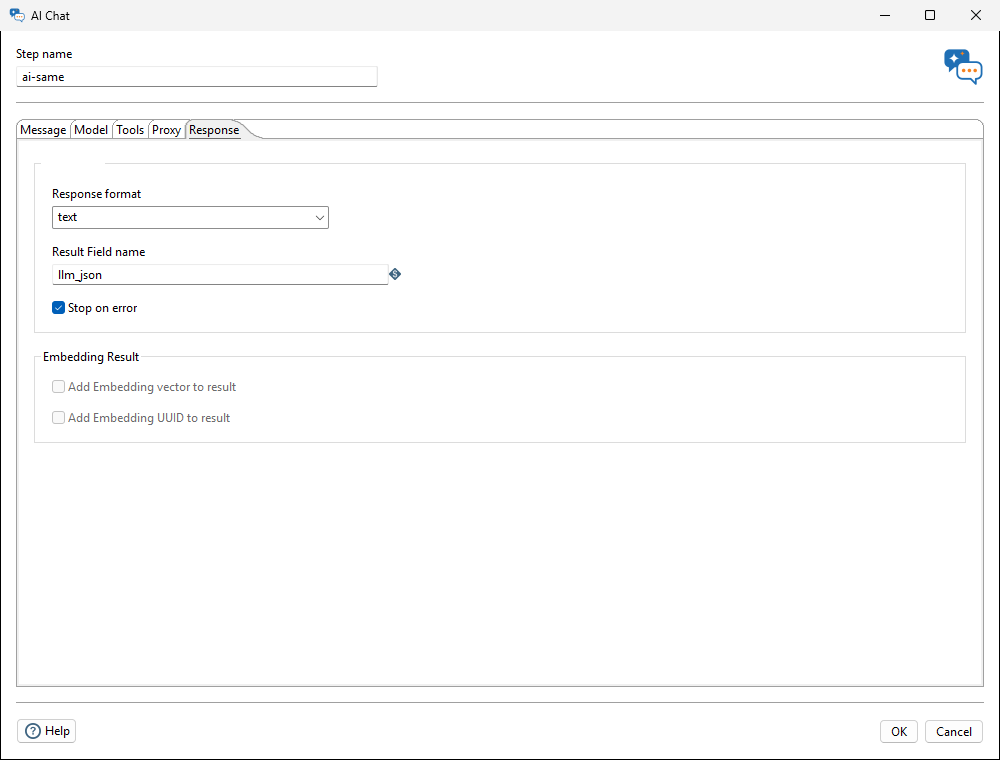 AI Chat
Step name
ai-same
Message Model Tools Proxy Response
Response format
text
Result Field name
llm_json
Stop on error
Embedding Result
Add Embedding vector to result
Add Embedding UUID to result
? Help
OK Cancel